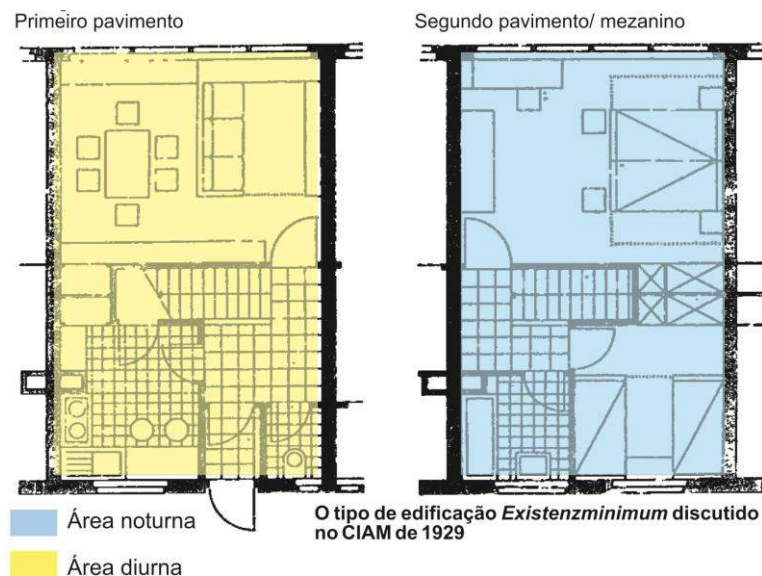 Primeiro pavimento
Segundo pavimento/ mezanino
Área noturna
Área diurna
O tipo de edificação Existenzminimum discutido
no CIAM de 1929